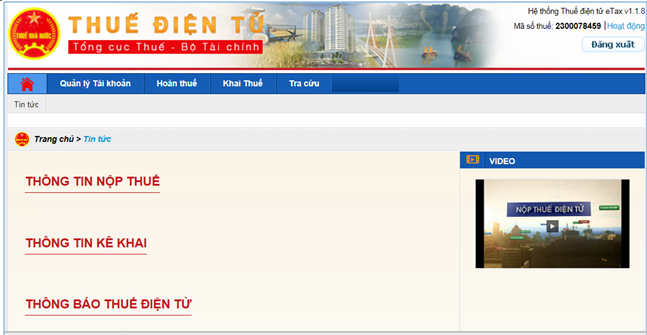 Hệ thống Thuế điện tử eTax v1.1.8
THUẾ ĐIỆN TỬ
THUẾ NHÀ NƯỚC
Tổng cục Thuế - Bộ Tài chính
Mã số thuế: 2300078459 | Hoạt động
Đăng xuất
Quản lý Tài khoản Hoàn thuế Khai Thuế Tra cứu
Tin tức
Trang chủ > Tin tức
THÔNG TIN NỘP THUẾ
THÔNG TIN KÊ KHAI
THÔNG BÁO THUẾ ĐIỆN TỬ
VIDEO
NỘP THUẾ ĐIỆN TỬ